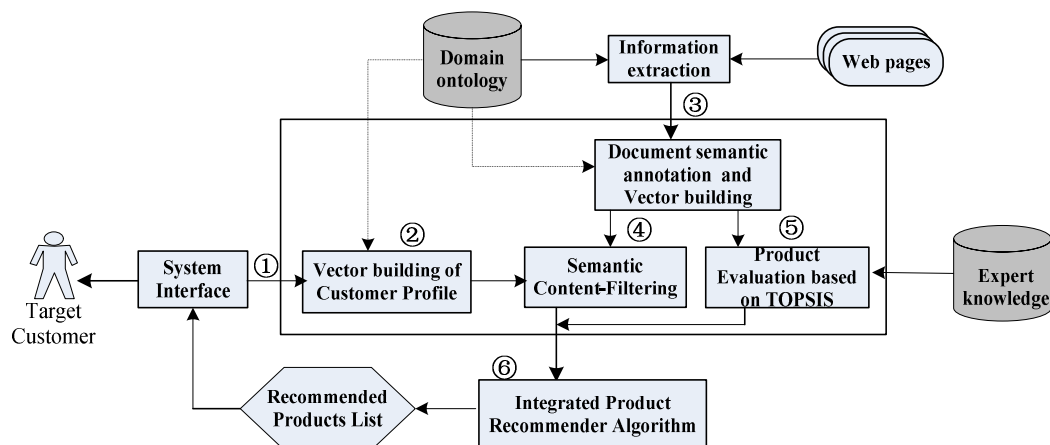 Domain
ontology
Information
extraction
Web pages
③
Document semantic
annotation and
Vector building
①
②
④
⑤
System
Interface
Vector building of
Customer Profile
Semantic
Content-Filtering
Product
Evaluation based
on TOPSIS
Expert
knowledge
Target
Customer
⑥
Recommended
Products List
Integrated Product
Recommender Algorithm